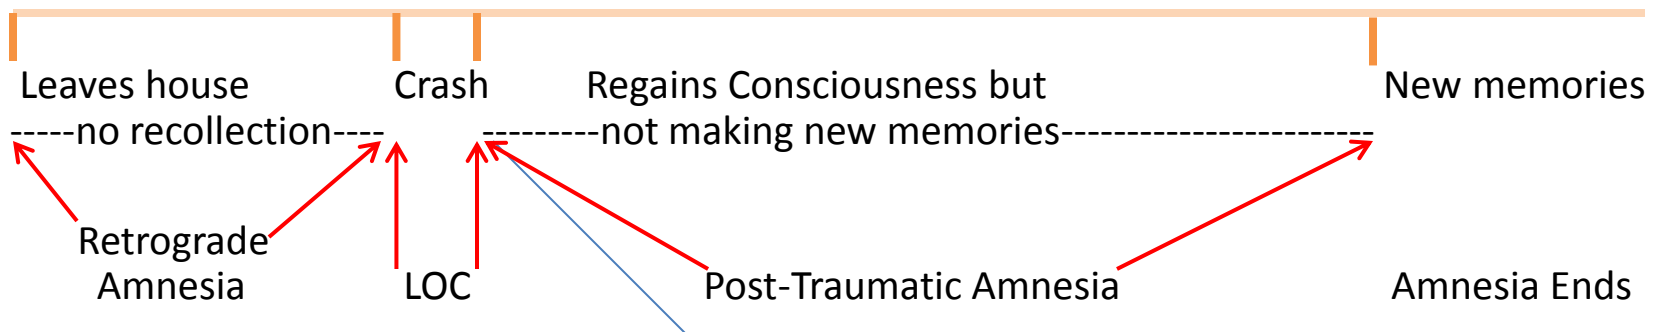 Leaves house Crash Regains Consciousness but New memories
-----no recollection---- ---------not making new memories------------------------
Retrograde
Amnesia LOC Post-Traumatic Amnesia Amnesia Ends